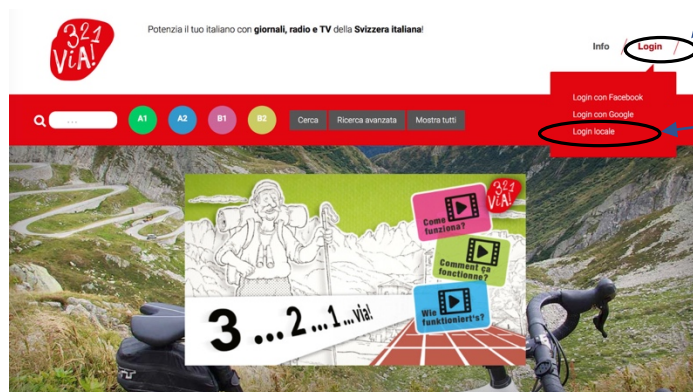 321
ViA!
Potenzia il tuo italiano con giornali, radio e TV della Svizzera italiana!
Info / Login /
Login con Facebook
Login con Google
Login locale
... A1 A2 B1 B2 Cerca Ricerca avanzata Mostra tutti
321
ViA!
Come
funziona?
Comment ça
fonctionne?
Wie
funktioniert's?
3 ...2 ...1 ...via!